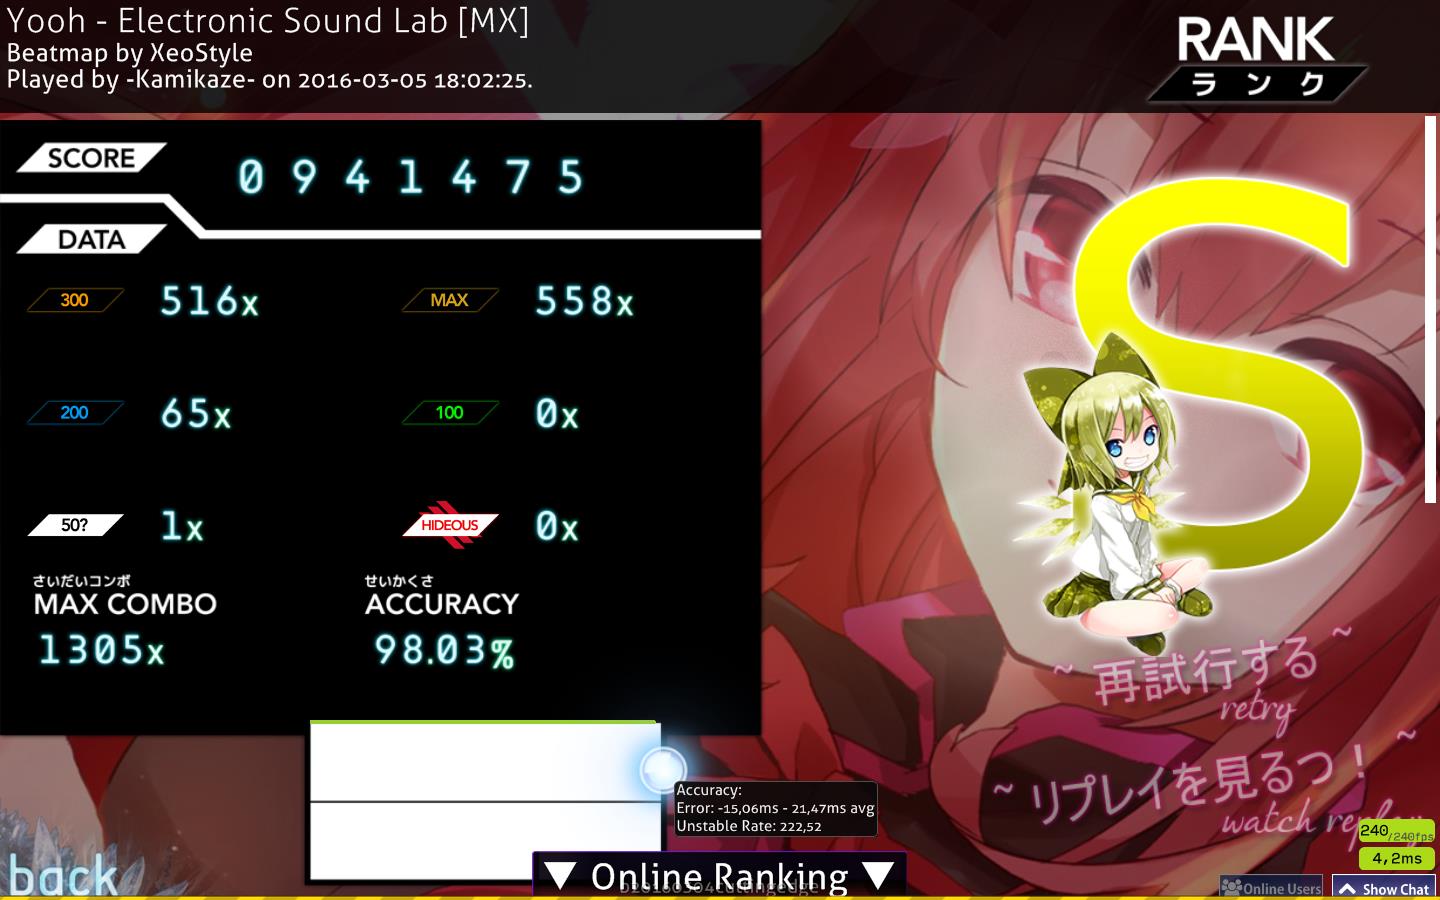 Yooh - Electronic Sound Lab [MX]
Beatmap by XeoStyle
Played by -Kamikaze- on 2016-03-05 18:02:25.
RANK
ランク
SCORE
0941475
DATA
300 516x MAX 558x
200 65x 100 0x
50? 1x HIDEOUS 0x
さいだいコンボ せいかくさ
MAX COMBO ACCURACY
1305x 98.03%
S
~ 再試行する ~
retry
~ リプレイを見るっ！ ~
watch replay
Accuracy:
Error: -15,06ms - 21,47ms avg
Unstable Rate: 222,52
240/240fps
4,2ms
back
▼ Online Ranking ▼
b20160304cuttingedge
Online Users
Show Chat